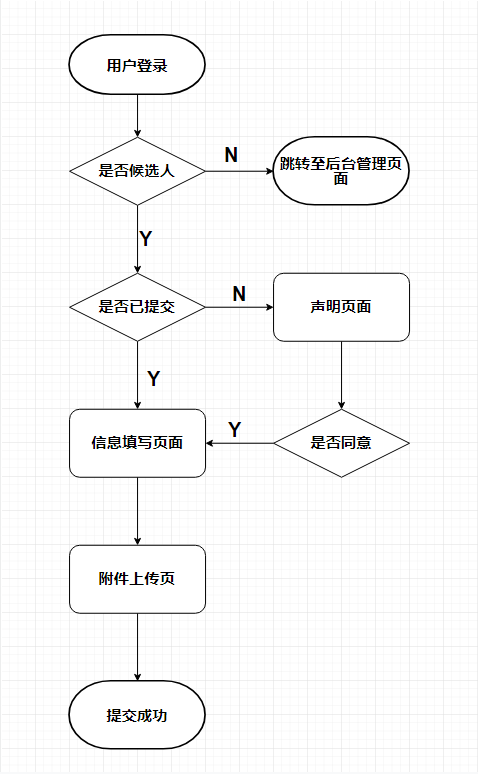 用户登录
是否候选人
N
跳转至后台管理页
面
Y
是否已提交
N
声明页面
Y
信息填写页面
Y
是否同意
附件上传页
提交成功